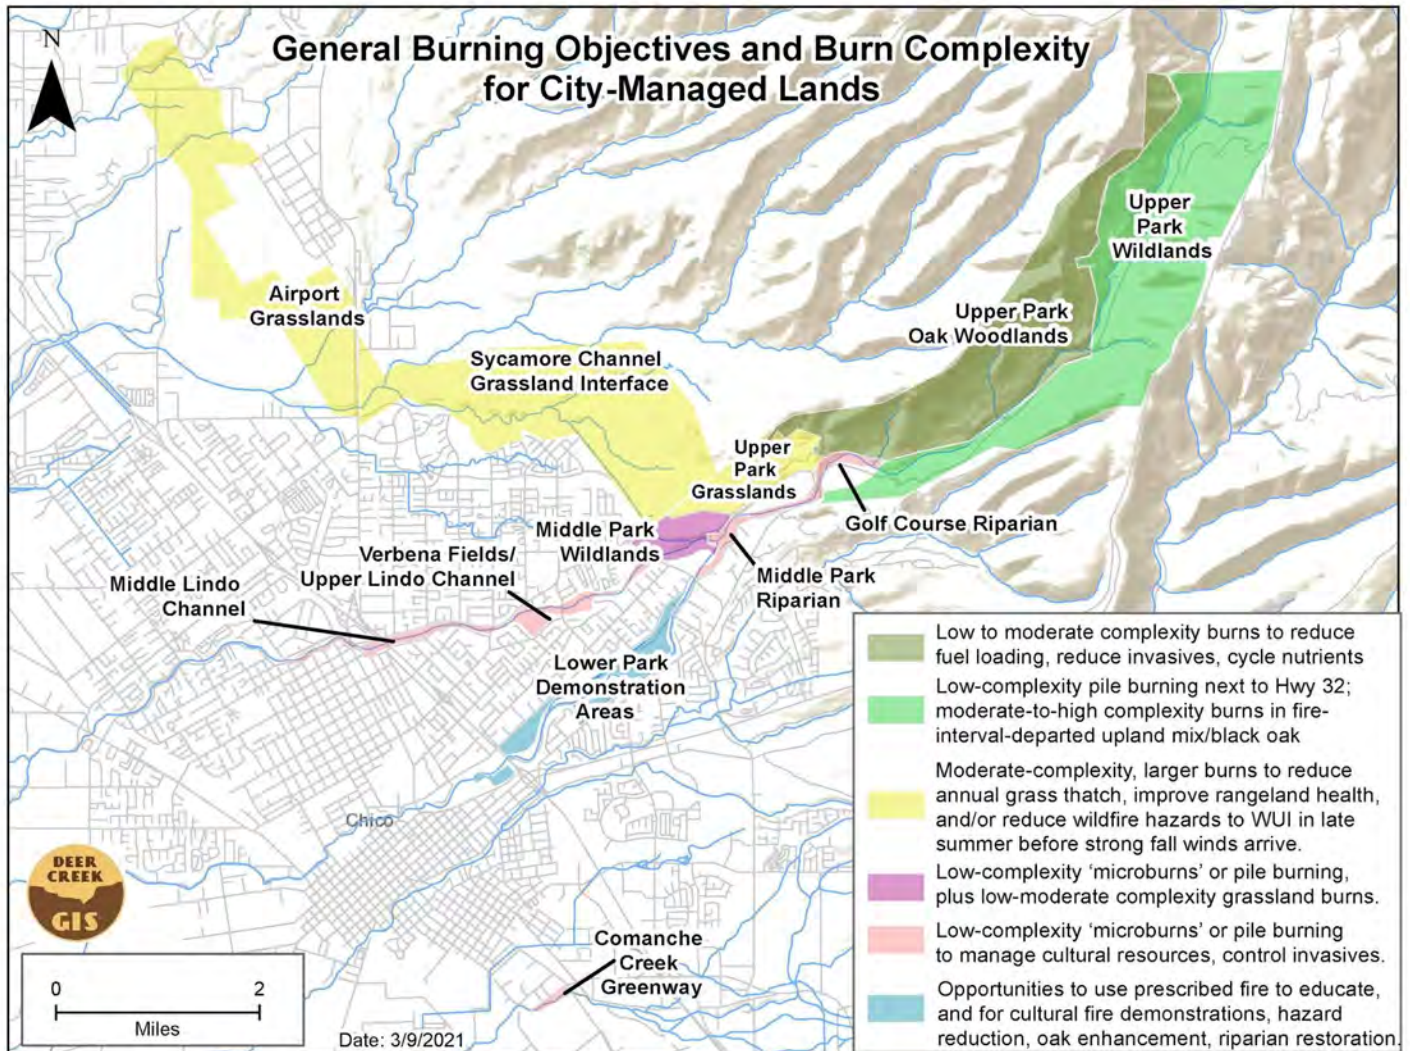 General Burning Objectives and Burn Complexity
for City-Managed Lands
N
Airport
Grasslands
Sycamore Channel
Grassland Interface
Upper
Park
Wildlands
Upper Park
Oak Woodlands
Upper
Park
Grasslands
Golf Course Riparian
Middle Park
Wildlands
Verbena Fields/
Upper Lindo Channel
Middle Park
Riparian
Middle Lindo
Channel
Lower Park
Demonstration
Areas
Chico
Comanche
Creek
Greenway
Low to moderate complexity burns to reduce
fuel loading, reduce invasives, cycle nutrients
Low-complexity pile burning next to Hwy 32;
moderate-to-high complexity burns in fire-
interval-departed upland mix/black oak
Moderate-complexity, larger burns to reduce
annual grass thatch, improve rangeland health,
and/or reduce wildfire hazards to WUI in late
summer before strong fall winds arrive.
Low-complexity ‘microburns’ or pile burning,
plus low-moderate complexity grassland burns.
Low-complexity ‘microburns’ or pile burning
to manage cultural resources, control invasives.
Opportunities to use prescribed fire to educate,
and for cultural fire demonstrations, hazard
reduction, oak enhancement, riparian restoration.
DEER
CREEK
GIS
0 2
Miles
Date: 3/9/2021